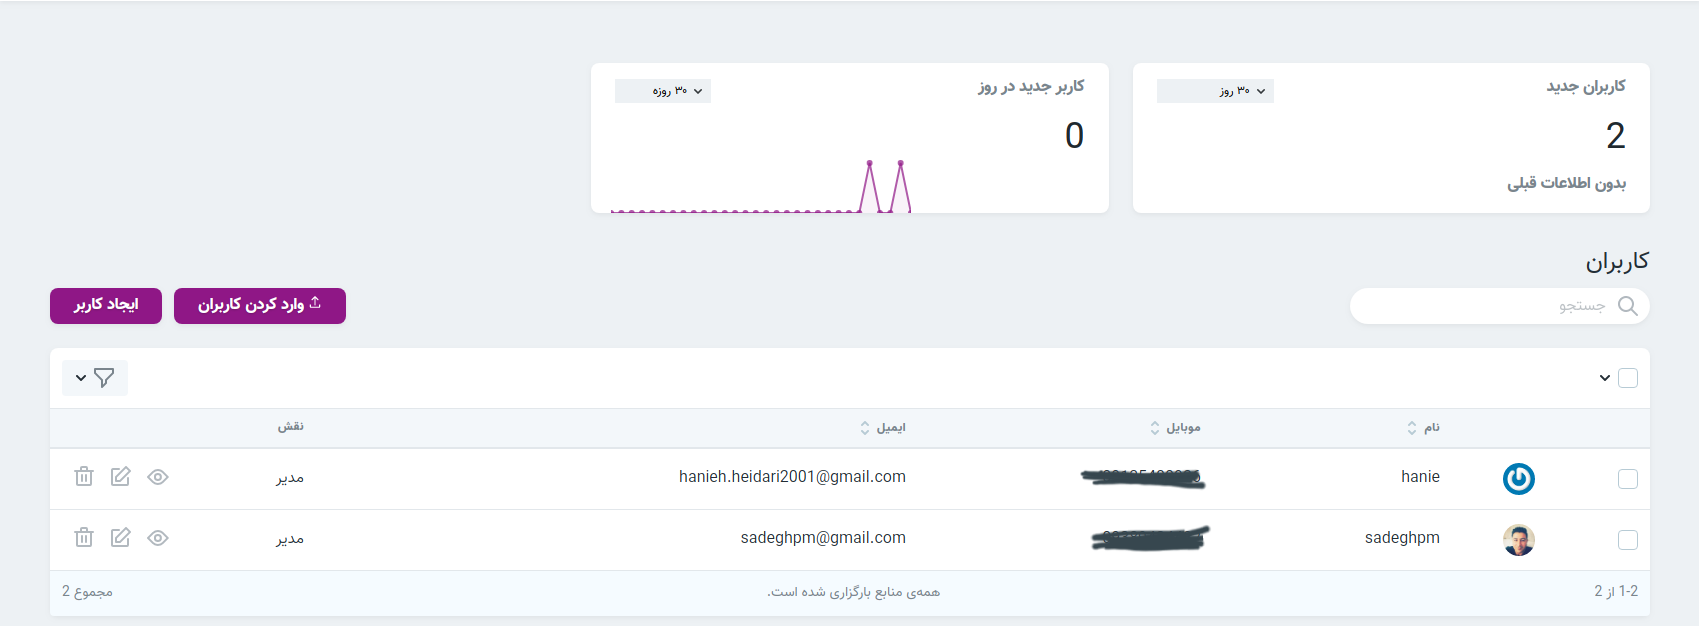 کاربران جدید
۳۰ روز
2
بدون اطلاعات قبلی
کاربر جدید در روز
۳۰ روزه
0
کاربران
جستجو
وارد کردن کاربران
ایجاد کاربر
نام موبایل ایمیل نقش
hanie hanieh.heidari2001@gmail.com مدیر
sadeghpm sadeghpm@gmail.com مدیر
1-2 از 2 همه‌ی منابع بارگزاری شده است. مجموع 2